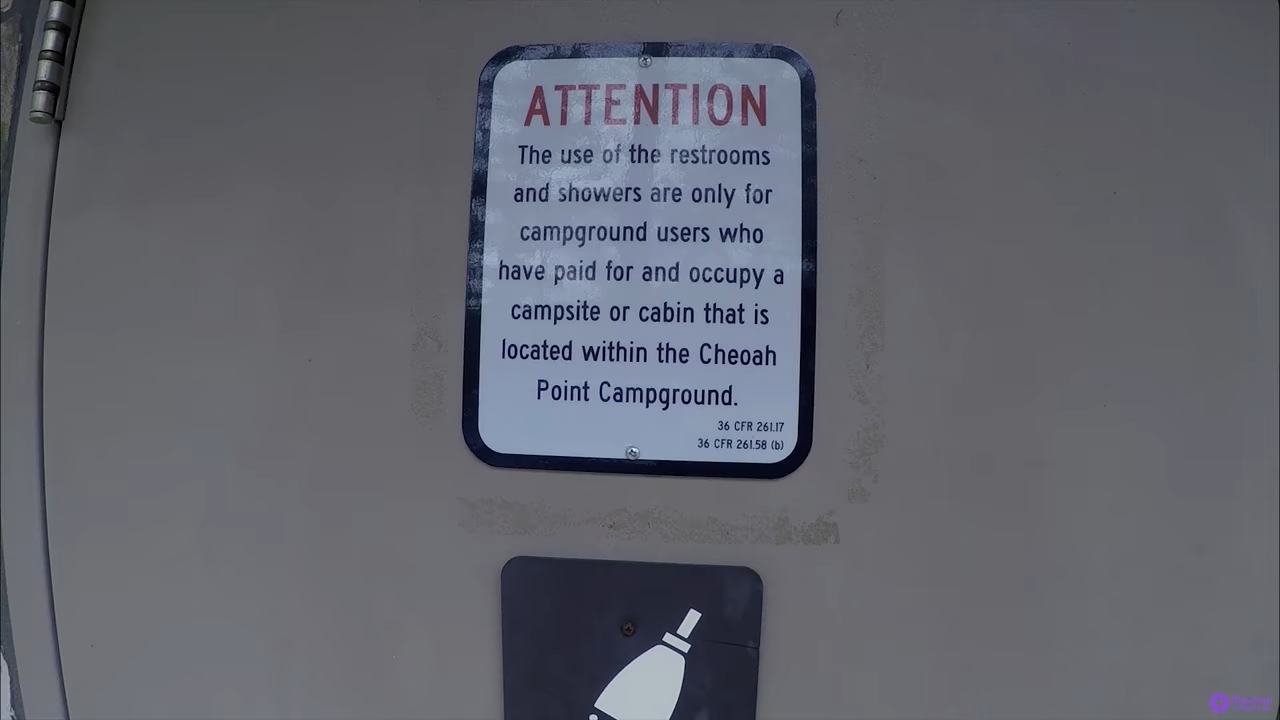 ATTENTION
The use of the restrooms
and showers are only for
campground users who
have paid for and occupy a
campsite or cabin that is
located within the Cheoah
Point Campground.
36 CFR 261.17
36 CFR 261.58 (b)